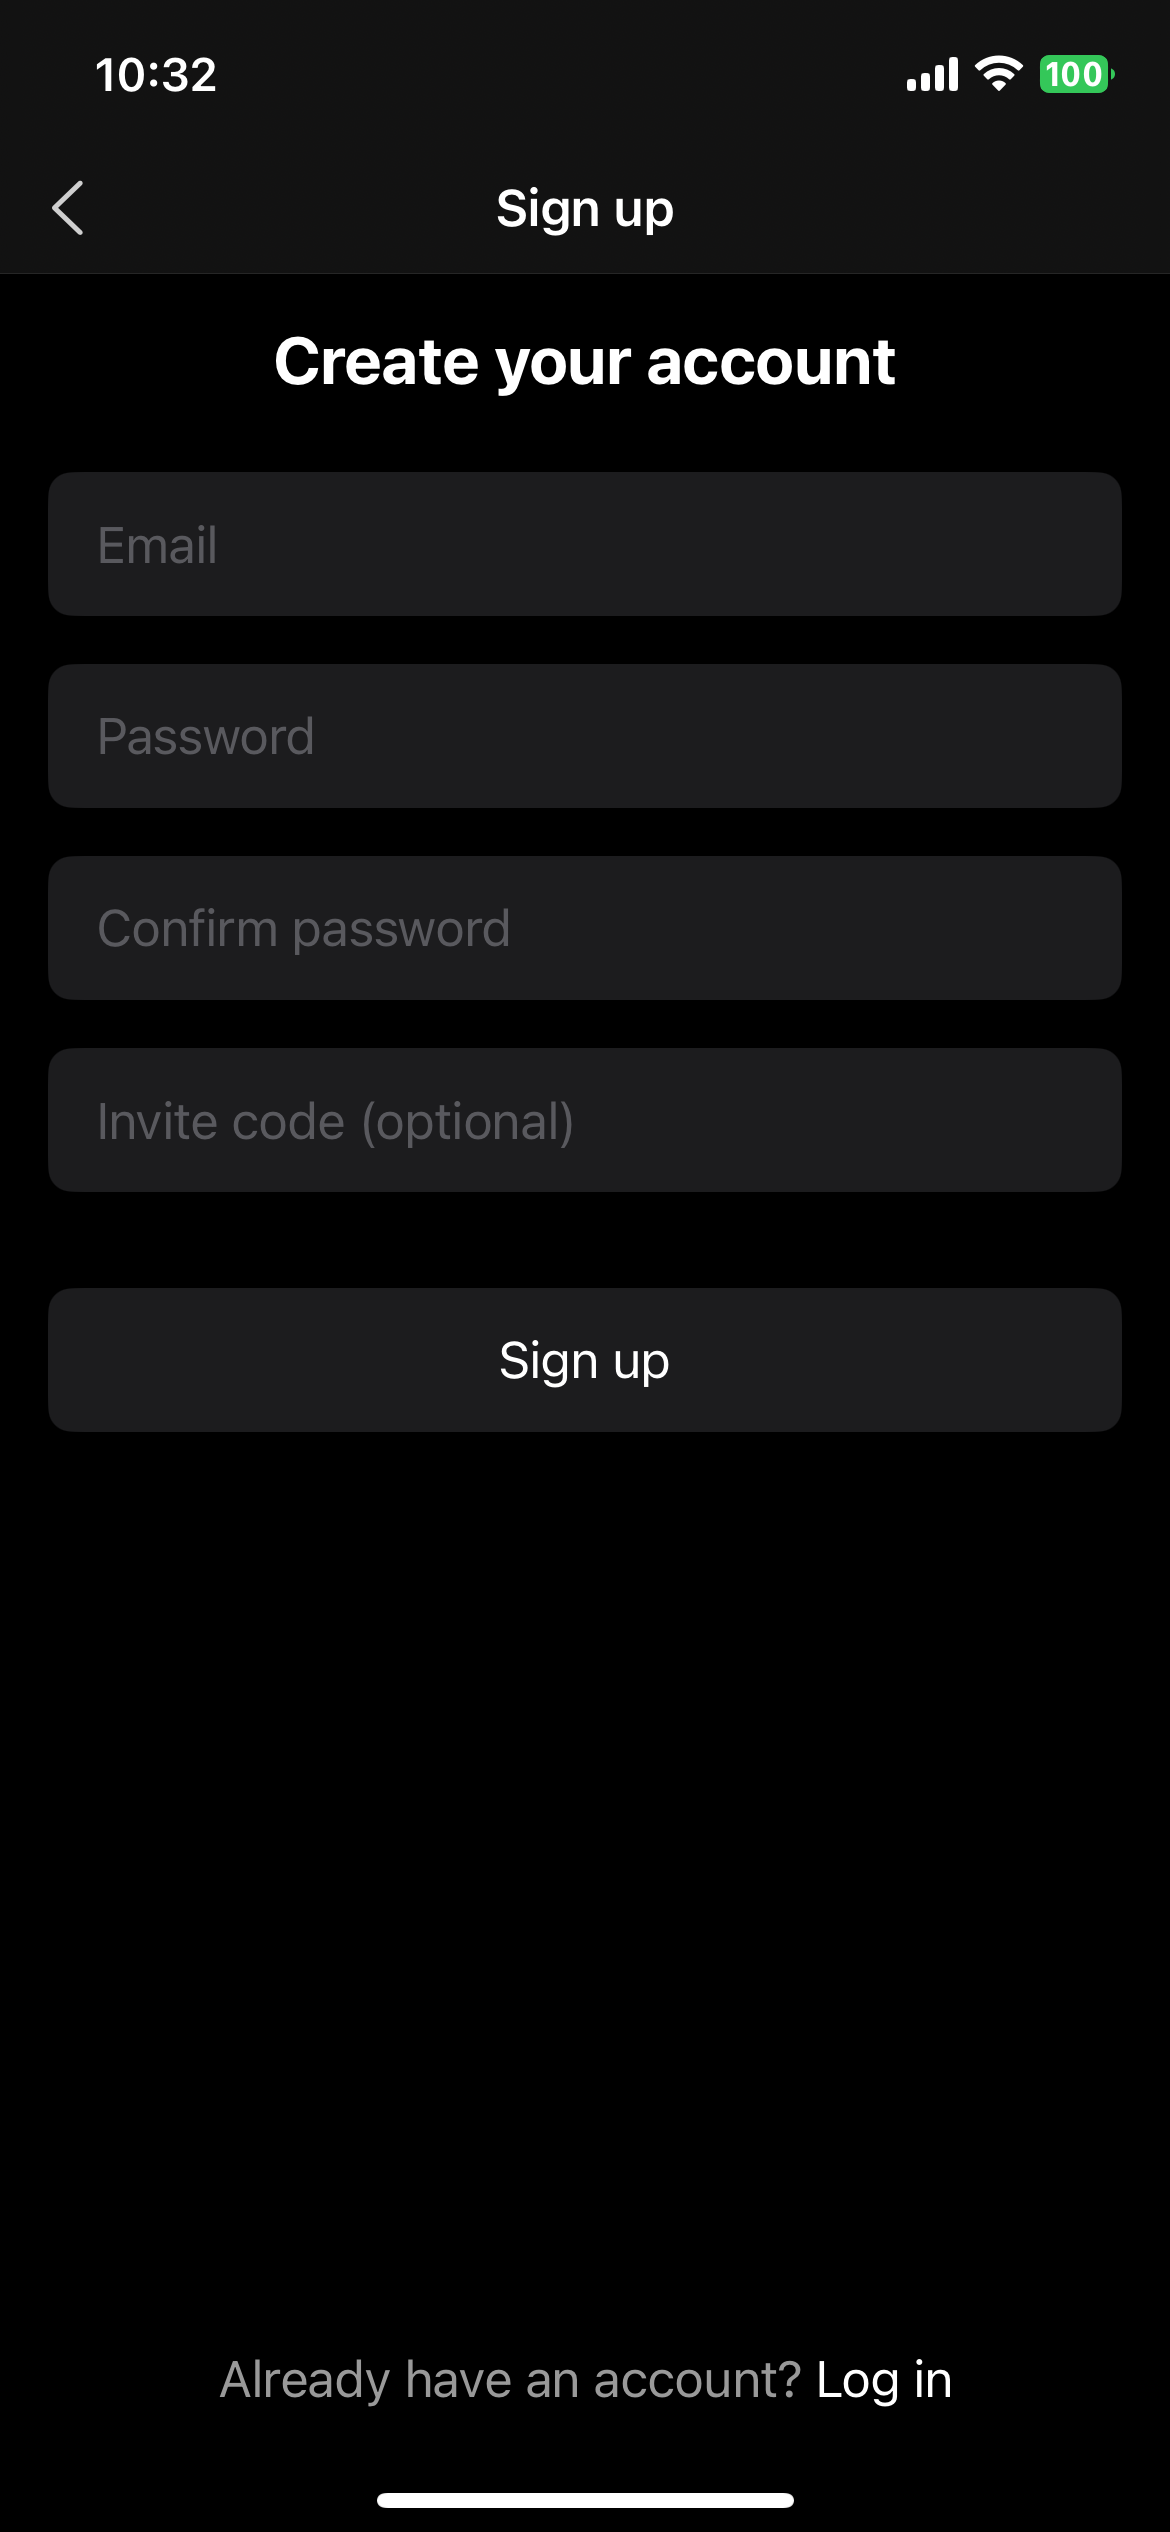 10:32
100
Sign up
Create your account
Email
Password
Confirm password
Invite code (optional)
Sign up
Already have an account? Log in